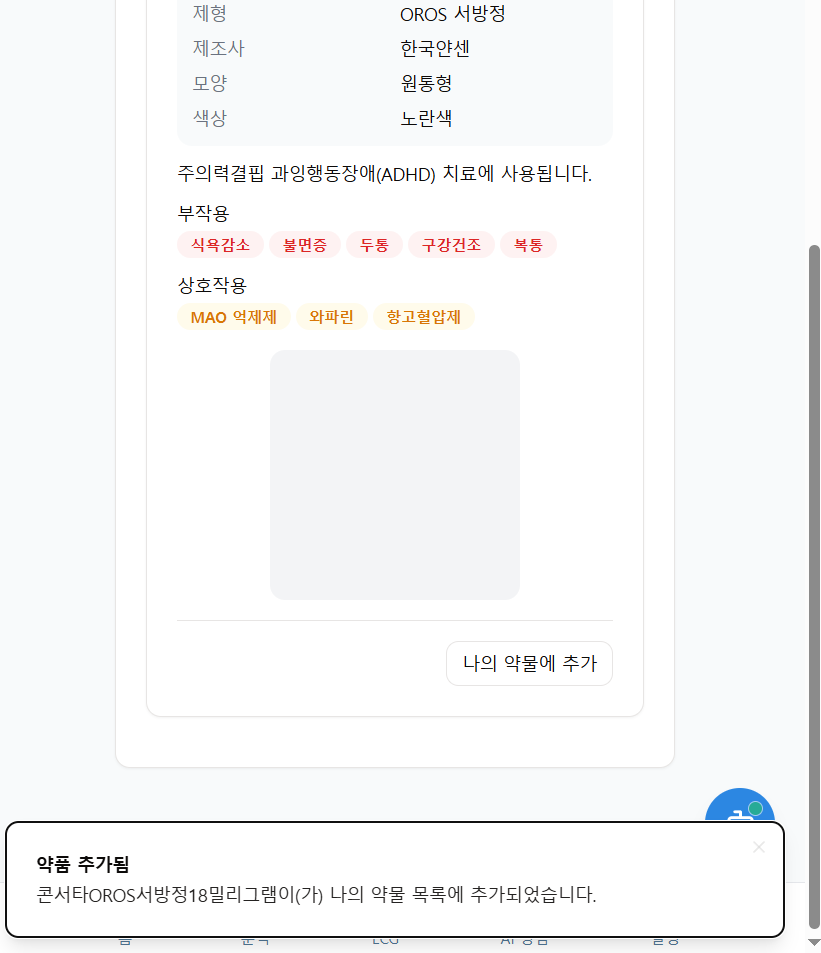 제형 OROS 서방정
제조사 한국얀센
모양 원통형
색상 노란색
주의력결핍 과잉행동장애(ADHD) 치료에 사용됩니다.
부작용
식욕감소 불면증 두통 구강건조 복통
상호작용
MAO 억제제 와파린 항고혈압제
나의 약물에 추가
약품 추가됨
콘서타OROS서방정18밀리그램이(가) 나의 약물 목록에 추가되었습니다.